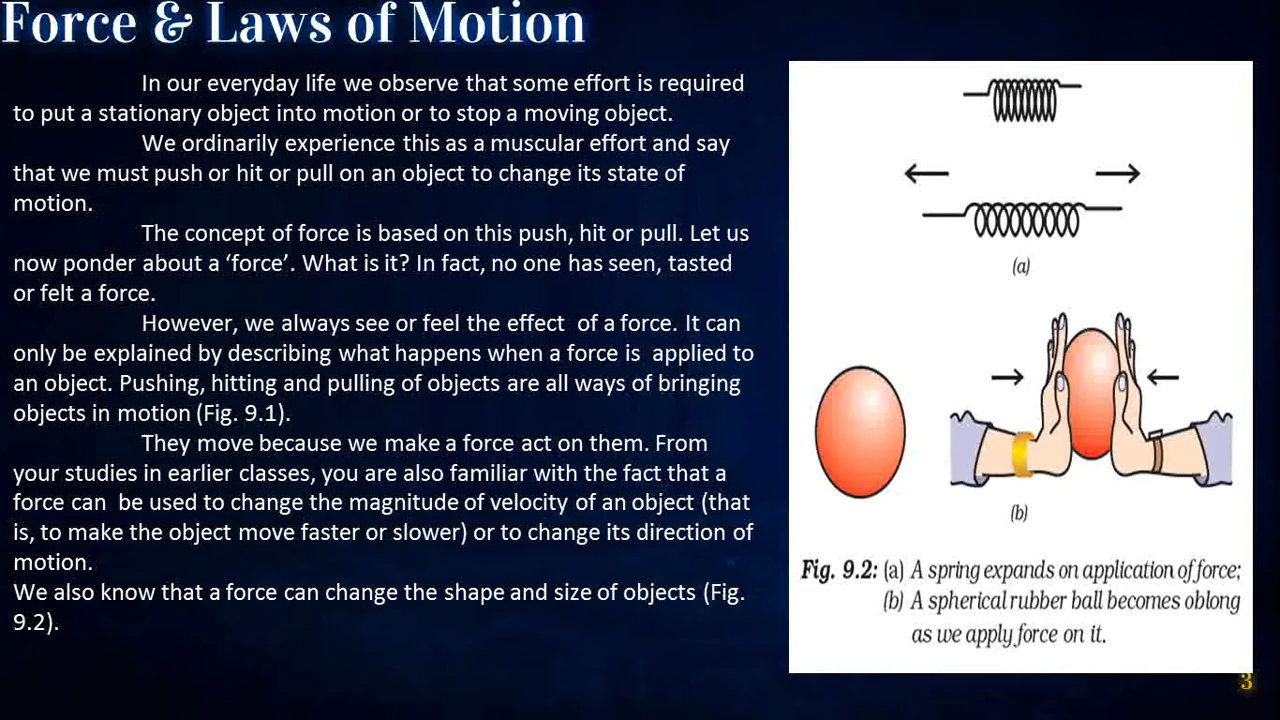 Force & Laws of Motion
In our everyday life we observe that some effort is required
to put a stationary object into motion or to stop a moving object.
We ordinarily experience this as a muscular effort and say
that we must push or hit or pull on an object to change its state of
motion.
The concept of force is based on this push, hit or pull. Let us
now ponder about a ‘force’. What is it? In fact, no one has seen, tasted
or felt a force.
However, we always see or feel the effect of a force. It can
only be explained by describing what happens when a force is applied to
an object. Pushing, hitting and pulling of objects are all ways of bringing
objects in motion (Fig. 9.1).
They move because we make a force act on them. From
your studies in earlier classes, you are also familiar with the fact that a
force can be used to change the magnitude of velocity of an object (that
is, to make the object move faster or slower) or to change its direction of
motion.
We also know that a force can change the shape and size of objects (Fig.
9.2).
(a)
(b)
Fig. 9.2: (a) A spring expands on application of force;
(b) A spherical rubber ball becomes oblong
as we apply force on it.
3